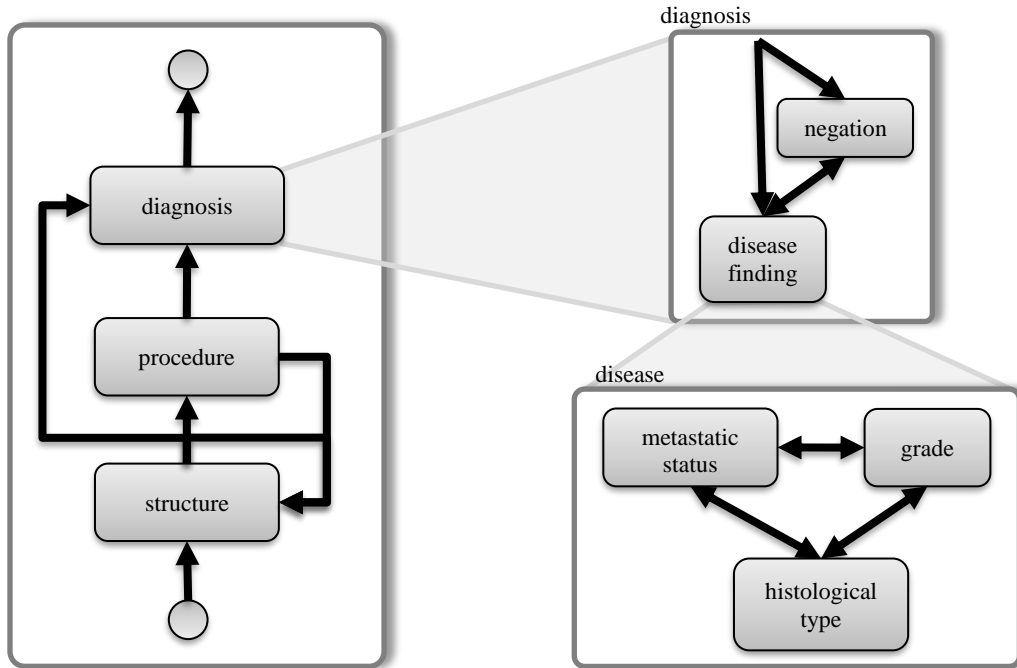 diagnosis
procedure
structure
diagnosis
negation
disease
finding
disease
metastatic
status
grade
histological
type